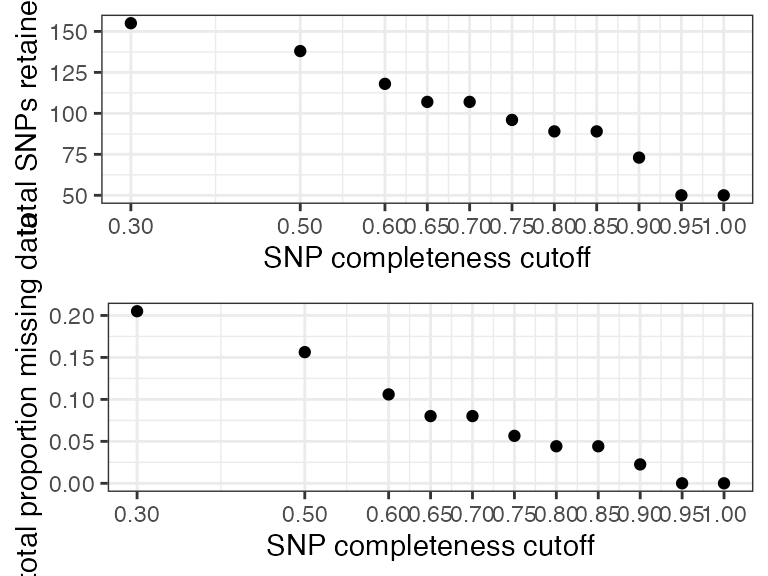 total SNPs retaine
150
125
100
75
50
0.30 0.50 0.60 0.65 0.70 0.75 0.80 0.85 0.90 0.95 1.00
SNP completeness cutoff
total proportion missing data
0.20
0.15
0.10
0.05
0.00
0.30 0.50 0.60 0.65 0.70 0.75 0.80 0.85 0.90 0.95 1.00
SNP completeness cutoff